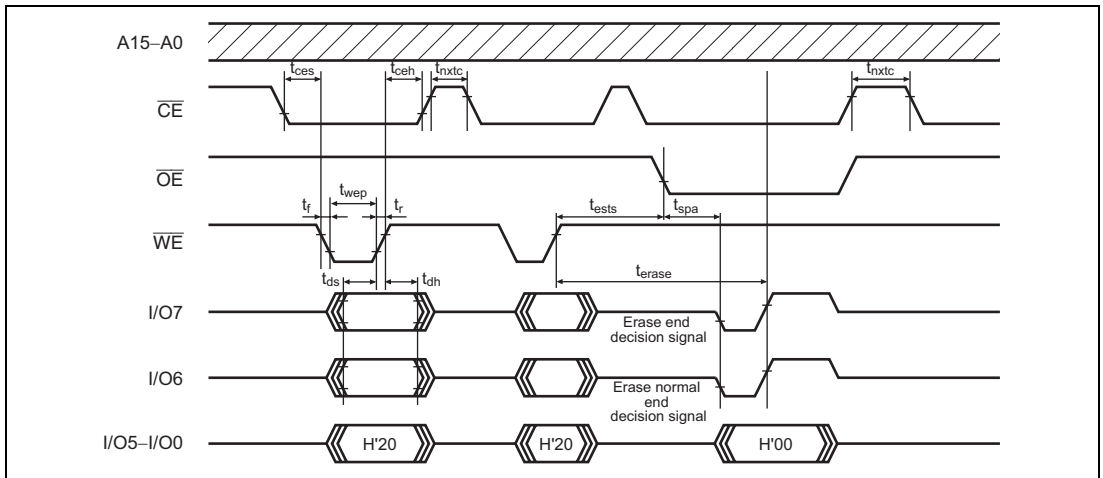 A15–A0
tces
tceh
tnxtc
tnxtc
CE
OE
twep
tf
tr
tests
tspa
WE
tds
tdh
terase
I/O7
Erase end
decision signal
I/O6
Erase normal
end
decision signal
I/O5–I/O0
H'20
H'20
H'00